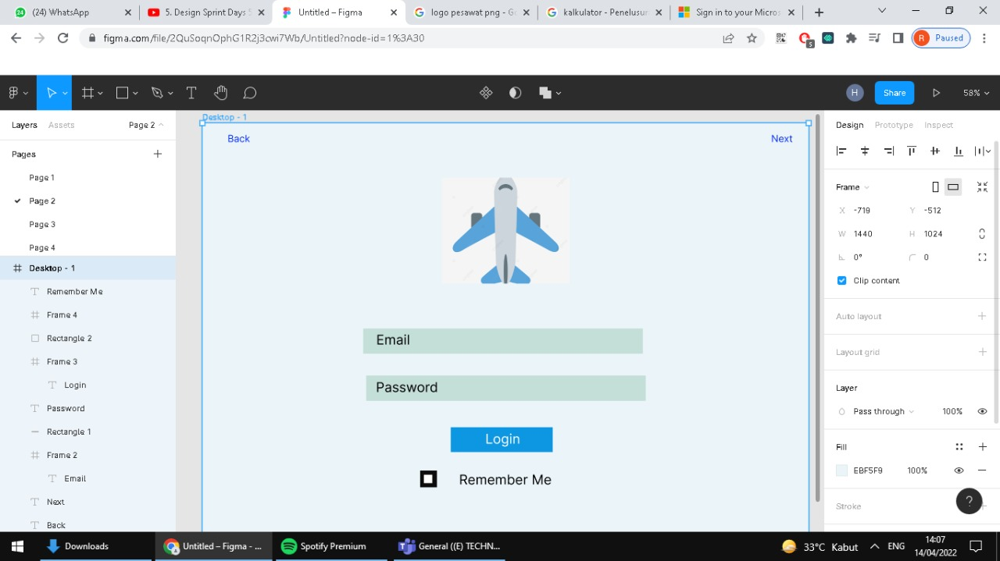 (24) WhatsApp
5. Design Sprint Days
Untitled – Figma
logo pesawat png - Go
kalkulator - Penelusur
Sign in to your Micros
figma.com/file/2QuSoqnOphG1R2j3cwi7Wb/Untitled?node-id=1%3A30
5
R Paused
H
Share
58%
Layers
Assets
Page 2
Pages
Page 1
Page 2
Page 3
Page 4
Desktop - 1
Remember Me
Frame 4
Rectangle 2
Frame 3
Login
Password
Rectangle 1
Frame 2
Email
Next
Back
Desktop - 1
Back
Next
Email
Password
Login
Remember Me
Design
Prototype
Inspect
Frame
X -719
Y -512
W 1440
H 1024
0°
0
Clip content
Auto layout
Layout grid
Layer
Pass through
100%
Fill
EBF5F9
100%
Stroke
?
Downloads
Untitled – Figma - ...
Spotify Premium
General ((E) TECHN...
33°C Kabut
ENG
14:07
14/04/2022